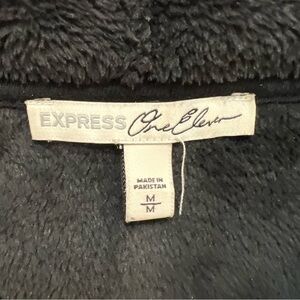 EXPRESS One Eleven
MADE IN
PAKISTAN
M
M